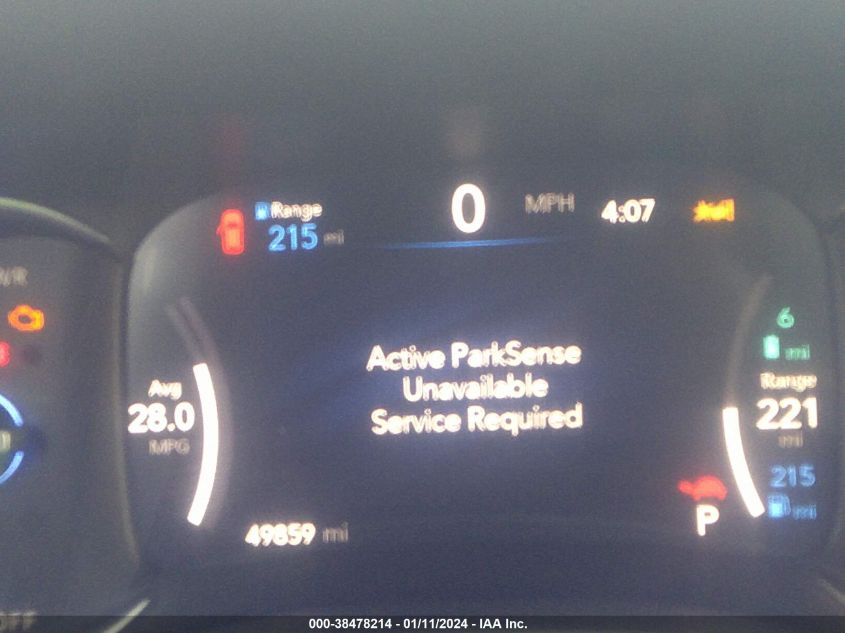 Range
215 mi
0 MPH
4:07
6
mi
Active ParkSense
Unavailable
Service Required
Avg
28.0
MPG
Range
221
mi
215
mi
P
49859 mi
OFF
000-38478214 - 01/11/2024 - IAA Inc.